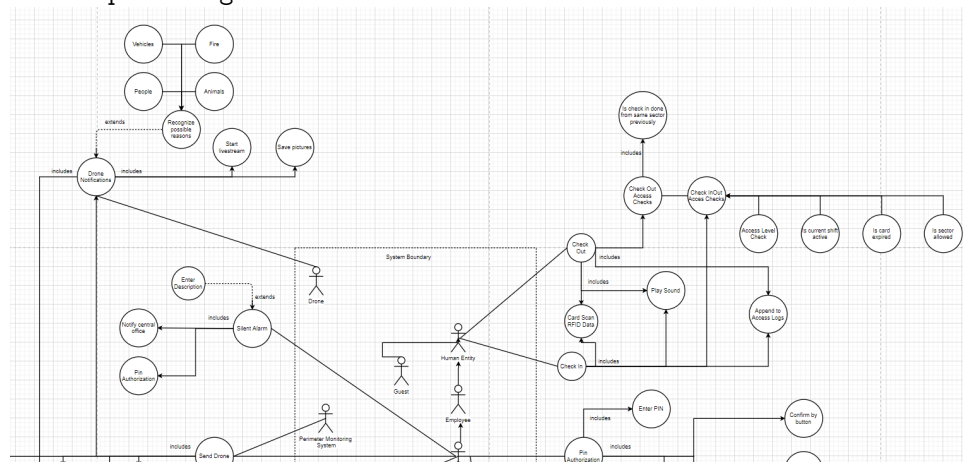 Vehicles
Fire
People
Animals
Recognize
possible
reasons
extends
Start
livestream
Save pictures
includes
Drone
Notifications
includes
Is check in done
from same sector
previously
includes
Check Out
Access
Checks
Check InOut
Acces Checks
Access Level
Check
Is current shift
active
Is card
expired
Is sector
allowed
System Boundary
Check
Out
includes
Drone
Enter
Description
extends
includes
Play Sound
Notify central
office
includes
Silent Alarm
Card Scan
RFID Data
Append to
Access Logs
Human Entity
Check In
includes
Pin
Authorization
Guest
Employee
Enter PIN
includes
Confirm by
button
Perimeter Monitoring
System
includes
Send Drone
Pin
Authorization
includes